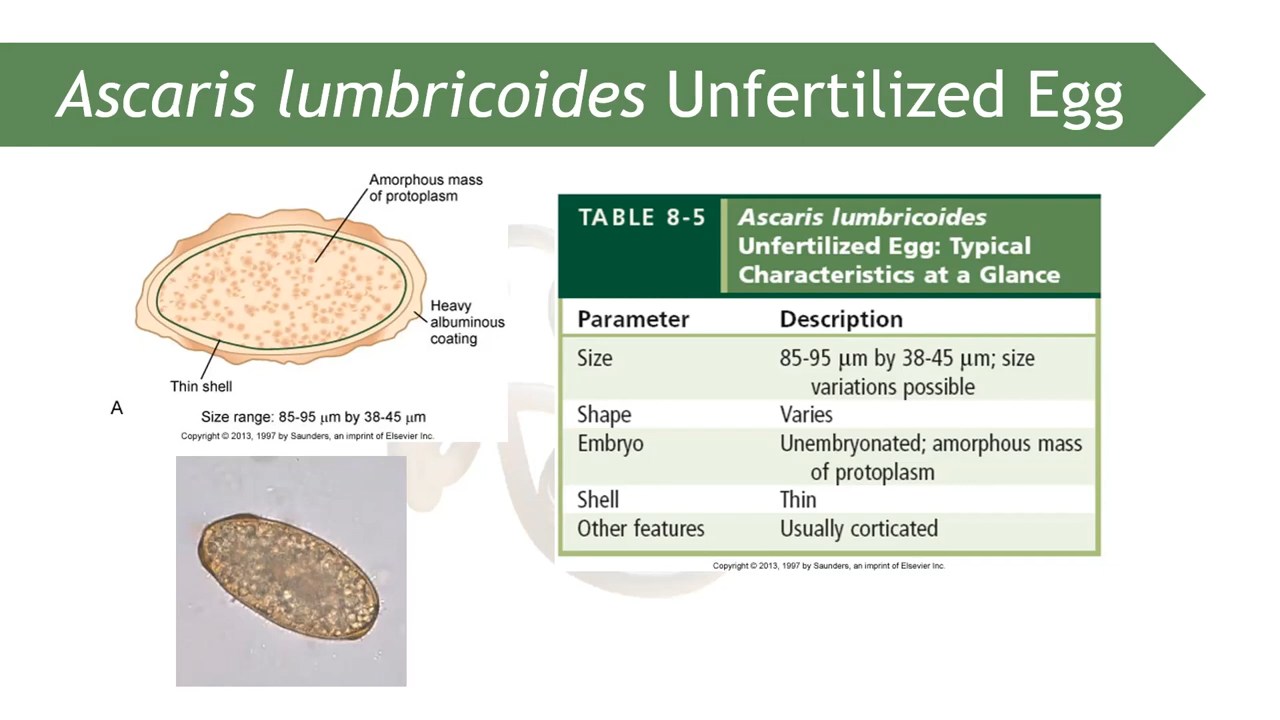 Ascaris lumbricoides Unfertilized Egg
Amorphous mass
of protoplasm
Heavy
albuminous
coating
Thin shell
A
Size range: 85-95 µm by 38-45 µm
Copyright © 2013, 1997 by Saunders, an imprint of Elsevier Inc.
TABLE 8-5
Ascaris lumbricoides
Unfertilized Egg: Typical
Characteristics at a Glance
Parameter Description
Size 85-95 µm by 38-45 µm; size
variations possible
Shape Varies
Embryo Unembryonated; amorphous mass
of protoplasm
Shell Thin
Other features Usually corticated
Copyright © 2013, 1997 by Saunders, an imprint of Elsevier Inc.